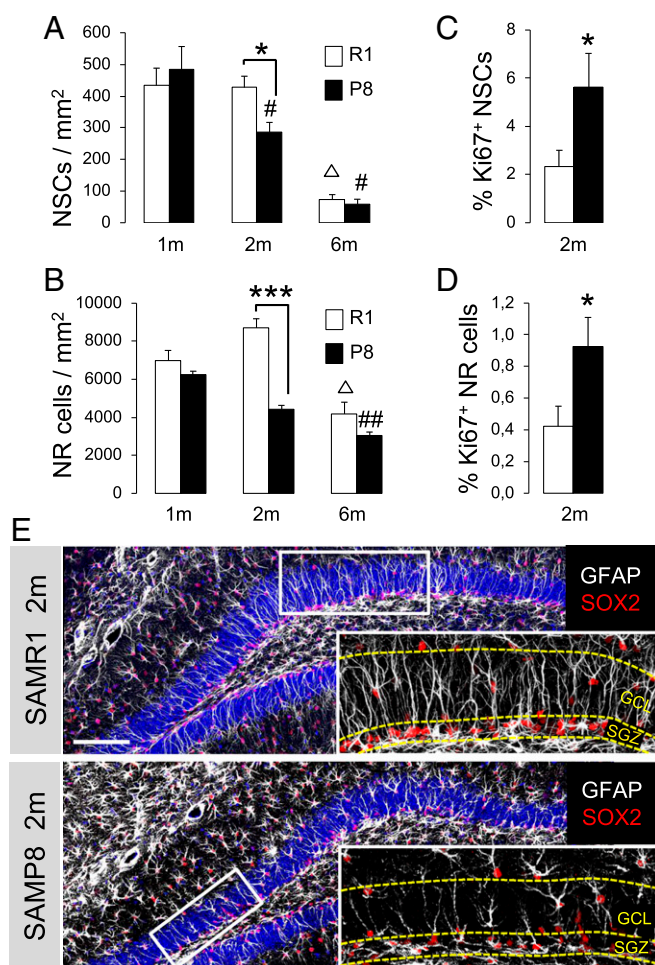 A
NSCs / mm²
600
500
400
300
200
100
0
*
#
△
#
R1
P8
1m
2m
6m
C
% Ki67⁺ NSCs
8
6
4
2
0
*
2m
B
NR cells / mm²
10000
8000
6000
4000
2000
0
***
△
##
R1
P8
1m
2m
6m
D
% Ki67⁺ NR cells
1,2
1,0
0,8
0,6
0,4
0,2
0,0
*
2m
E
SAMR1 2m
GFAP
SOX2
GCL
SGZ
SAMP8 2m
GFAP
SOX2
GCL
SGZ